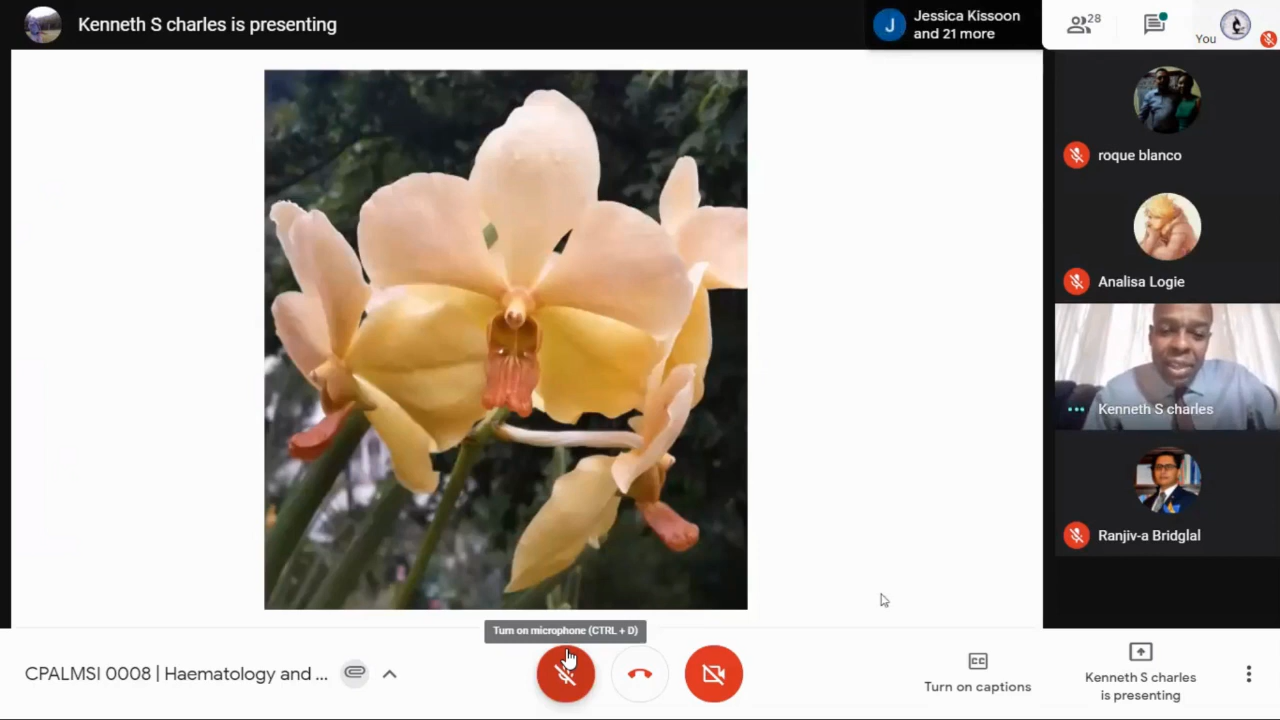 Kenneth S charles is presenting
J
Jessica Kissoon
and 21 more
28
You
roque blanco
Analisa Logie
Kenneth S charles
Ranjiv-a Bridglal
Turn on microphone (CTRL + D)
CPALMSI 0008 | Haematology and ...
CC
Turn on captions
Kenneth S charles
is presenting